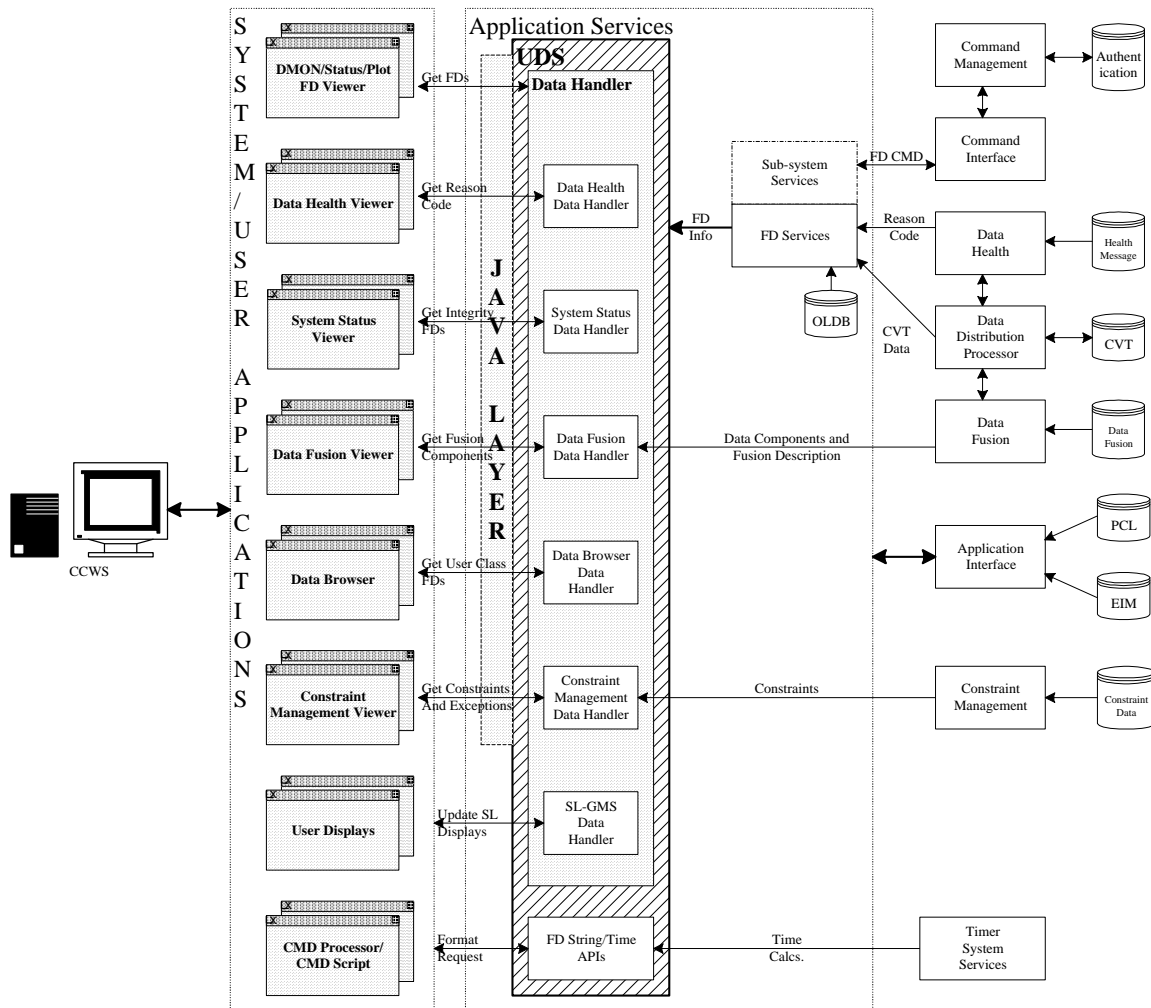 SYSTEM/USER APPLICATIONS
Application Services
UDS
Data Handler
JAVA LAYER
CCWS
DMON/Status/Plot
FD Viewer
Get FDs
Data Health Viewer
Get Reason
Code
Data Health
Data Handler
System Status
Viewer
Get Integrity
FDs
System Status
Data Handler
Data Fusion Viewer
Get Fusion
Components
Data Fusion
Data Handler
Data Components and
Fusion Description
Data Browser
Get User Class
FDs
Data Browser
Data
Handler
Constraint
Management Viewer
Get Constraints
And Exceptions
Constraint
Management
Data Handler
Constraints
User Displays
Update SL
Displays
SL-GMS
Data
Handler
CMD Processor/
CMD Script
Format
Request
FD String/Time
APIs
Time
Calcs.
Sub-system
Services
FD Services
FD
Info
FD CMD
Reason
Code
OLDB
CVT
Data
Command
Management
Authent
ication
Command
Interface
Data
Health
Health
Message
Data
Distribution
Processor
CVT
Data
Fusion
Data
Fusion
Application
Interface
PCL
EIM
Constraint
Management
Constraint
Data
Timer
System
Services